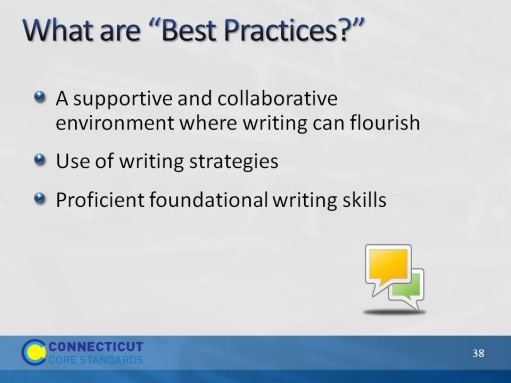 What are “Best Practices?”
A supportive and collaborative
environment where writing can flourish
Use of writing strategies
Proficient foundational writing skills
CONNECTICUT
CORE STANDARDS
38